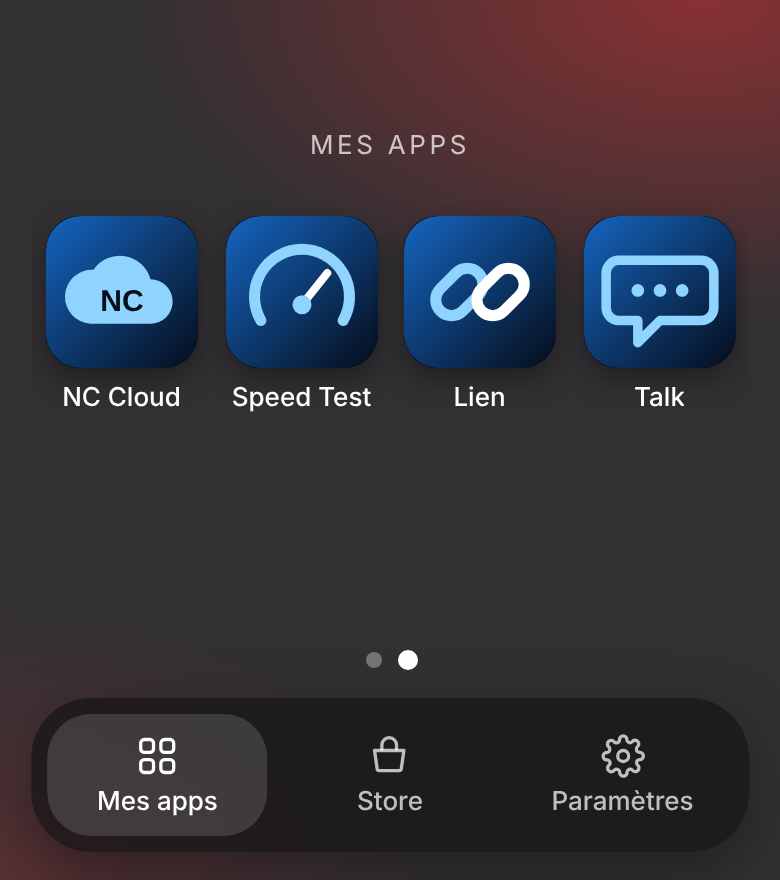 MES APPS
NC
NC Cloud
Speed Test
Lien
Talk
Mes apps
Store
Paramètres